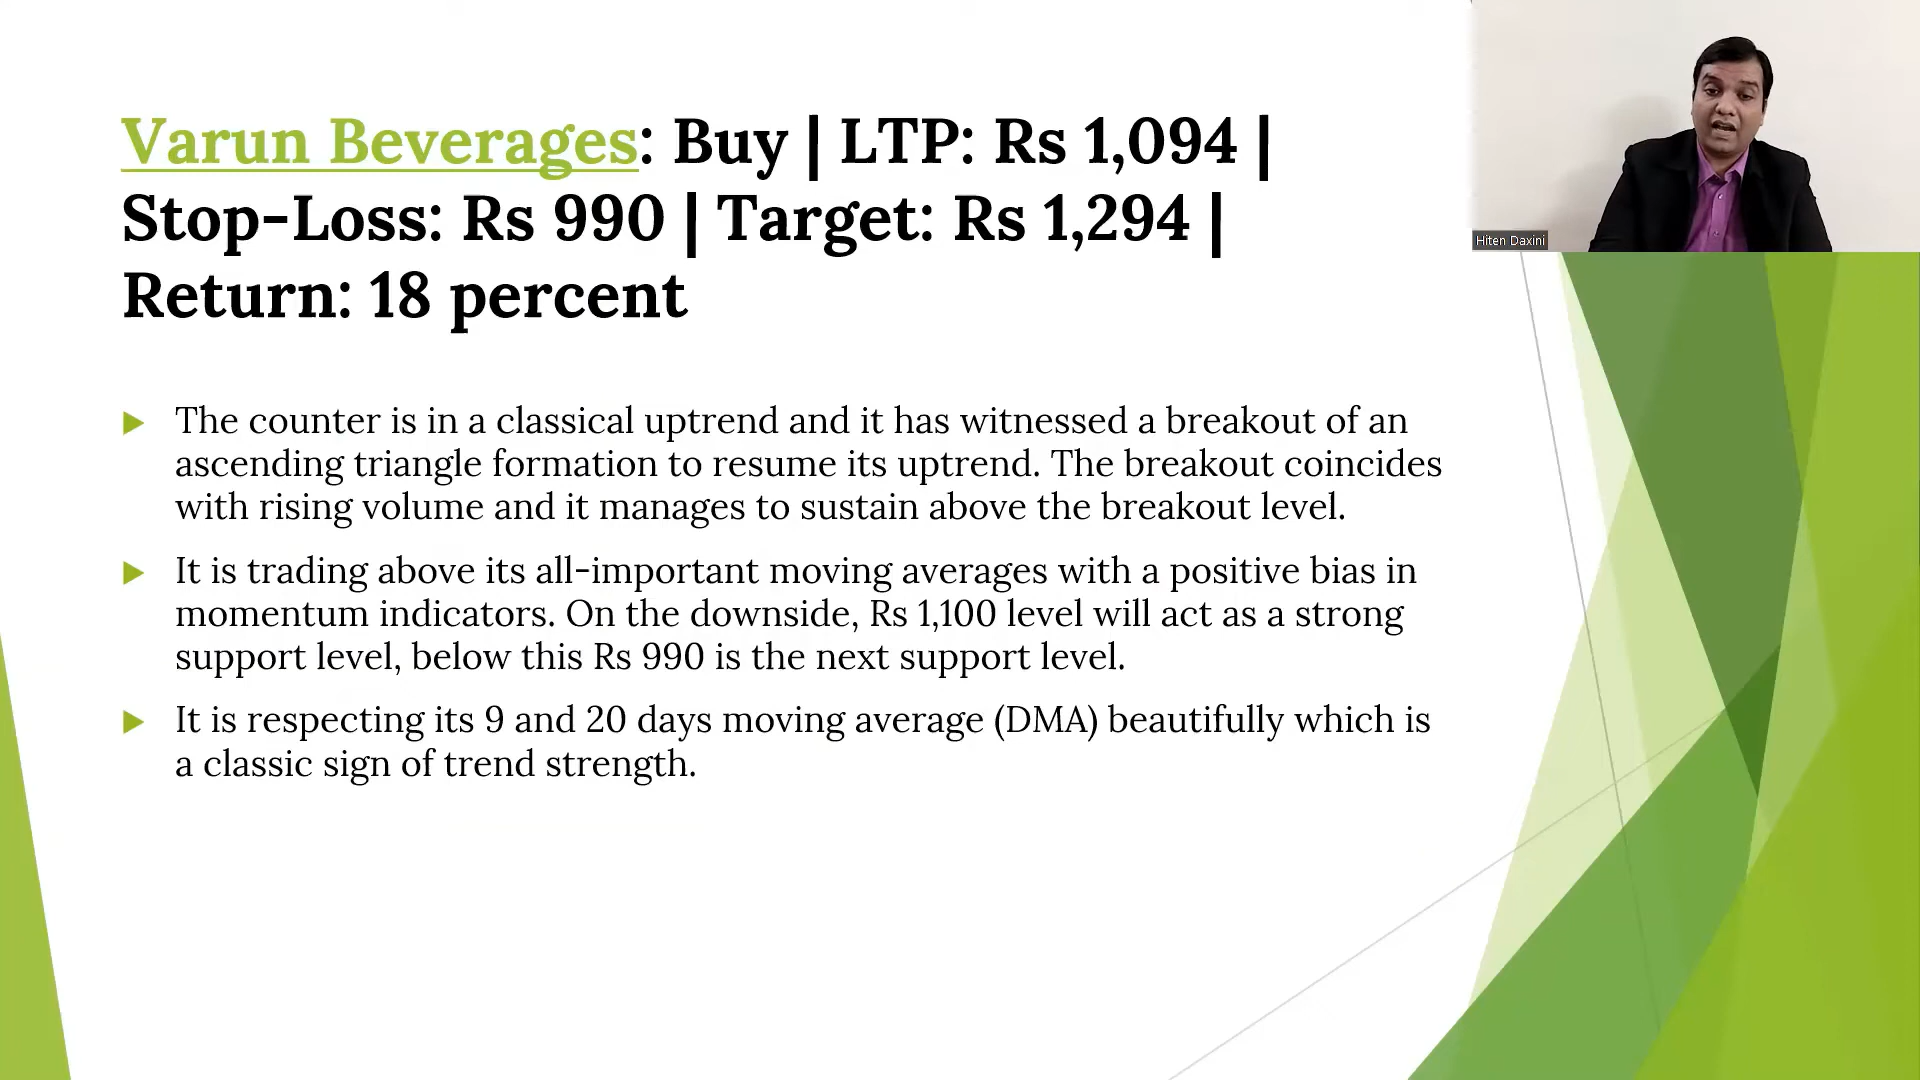 Varun Beverages: Buy | LTP: Rs 1,094 |
Stop-Loss: Rs 990 | Target: Rs 1,294 |
Return: 18 percent
Hiten Daxini
The counter is in a classical uptrend and it has witnessed a breakout of an
ascending triangle formation to resume its uptrend. The breakout coincides
with rising volume and it manages to sustain above the breakout level.
It is trading above its all-important moving averages with a positive bias in
momentum indicators. On the downside, Rs 1,100 level will act as a strong
support level, below this Rs 990 is the next support level.
It is respecting its 9 and 20 days moving average (DMA) beautifully which is
a classic sign of trend strength.